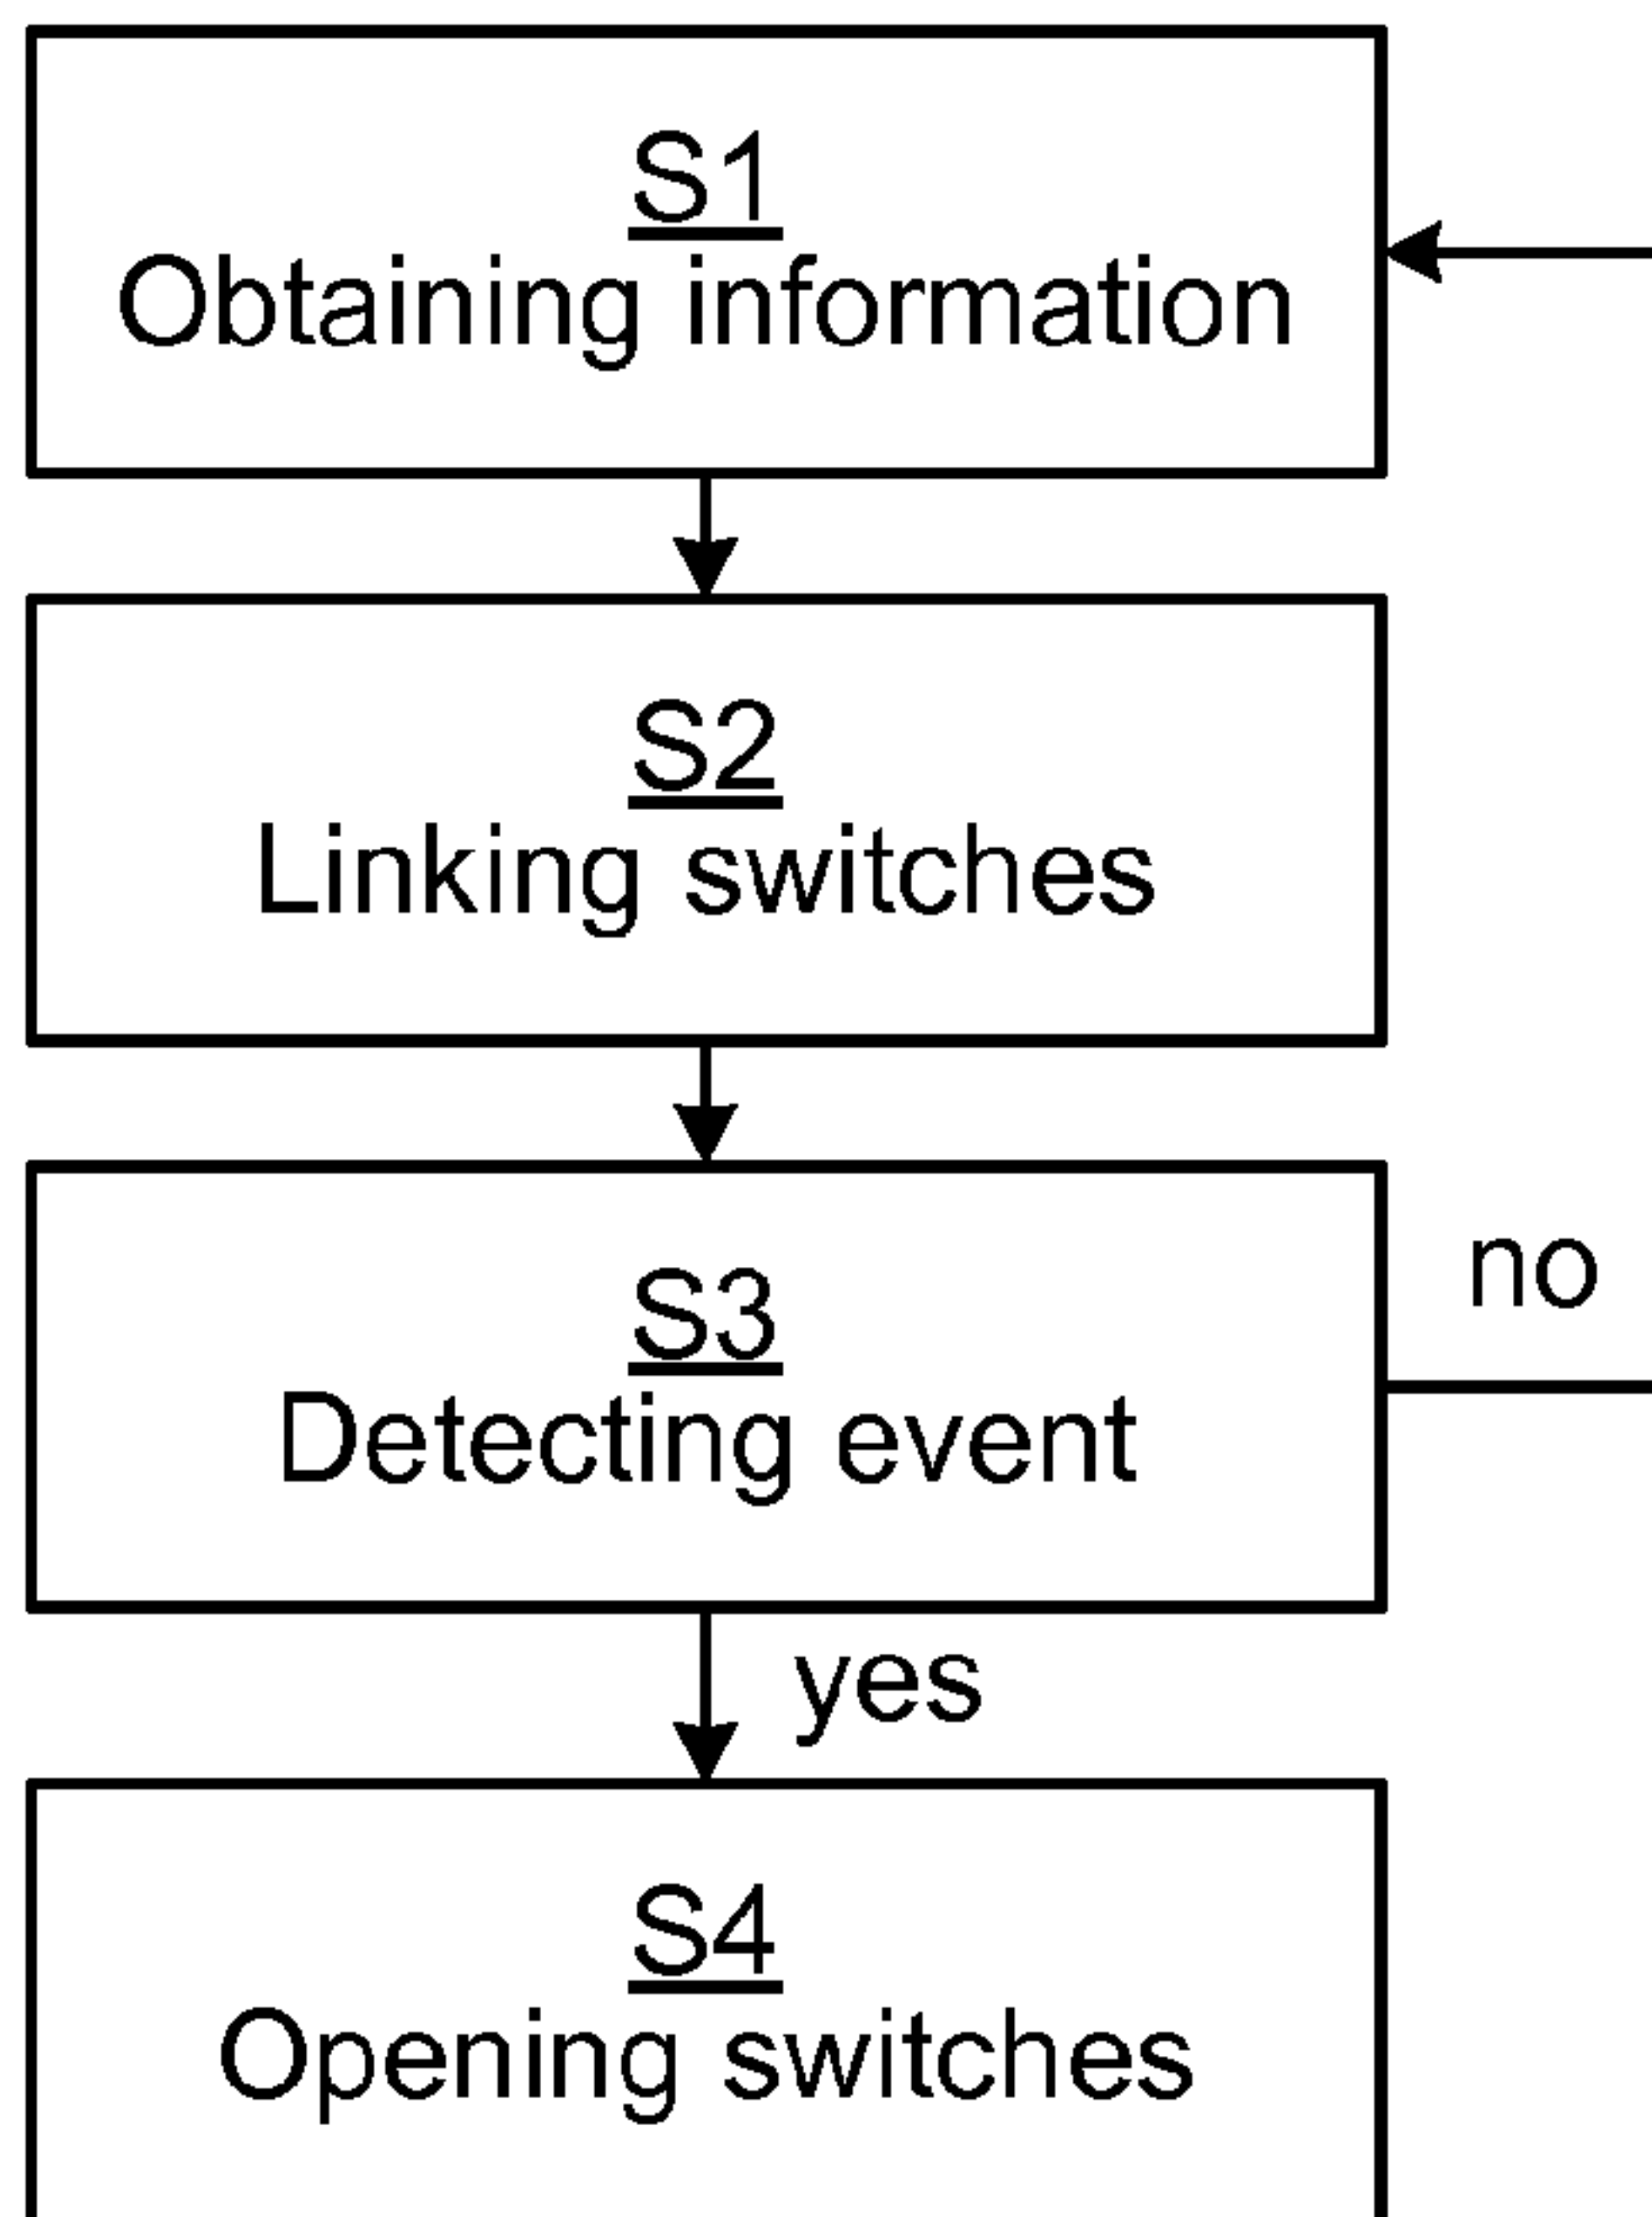 S1
Obtaining information
S2
Linking switches
S3
Detecting event
no
yes
S4
Opening switches